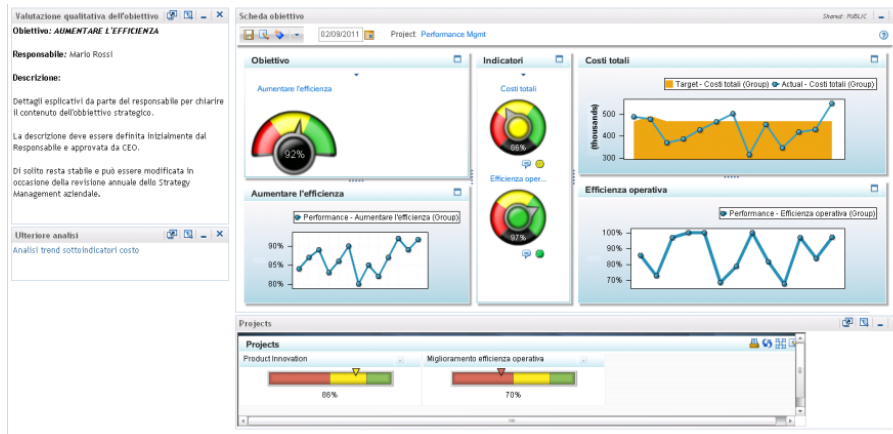 Valutazione qualitativa dell'obiettivo
Obiettivo: AUMENTARE L'EFFICIENZA
Responsabile: Mario Rossi
Descrizione:
Dettagli esplicativi da parte del responsabile per chiarire
il contenuto dell'obbiettivo strategico.
La descrizione deve essere definita inizialmente dal
Responsabile e approvata da CEO.
Di solito resta stabile e può essere modificata in
occasione della revisione annuale dello Strategy
Management aziendale.
Ulteriore analisi
Analisi trend sottoindicatori costo
Scheda obiettivo
Shared: PUBLIC
02/09/2011
Project: Performance Mgmt
Obiettivo
Aumentare l'efficienza
92%
Indicatori
Costi totali
66%
Efficienza oper...
97%
Costi totali
Target - Costi totali (Group)
Actual - Costi totali (Group)
(thousands)
500
400
300
Aumentare l'efficienza
Performance - Aumentare l'efficienza (Group)
90%
85%
80%
Efficienza operativa
Performance - Efficienza operativa (Group)
100%
90%
80%
70%
Projects
Projects
Product Innovation
86%
Miglioramento efficienza operativa
70%